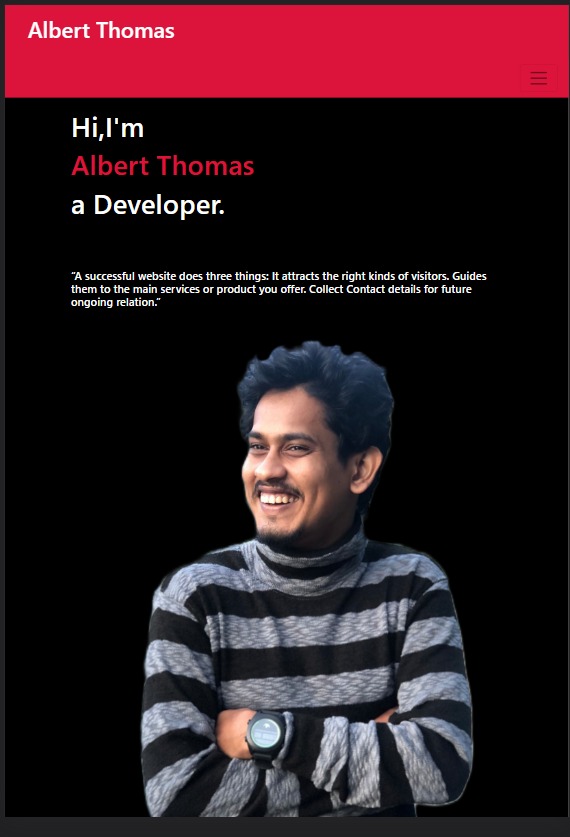 Albert Thomas
Hi,I'm
Albert Thomas
a Developer.
“A successful website does three things: It attracts the right kinds of visitors. Guides
them to the main services or product you offer. Collect Contact details for future
ongoing relation.”